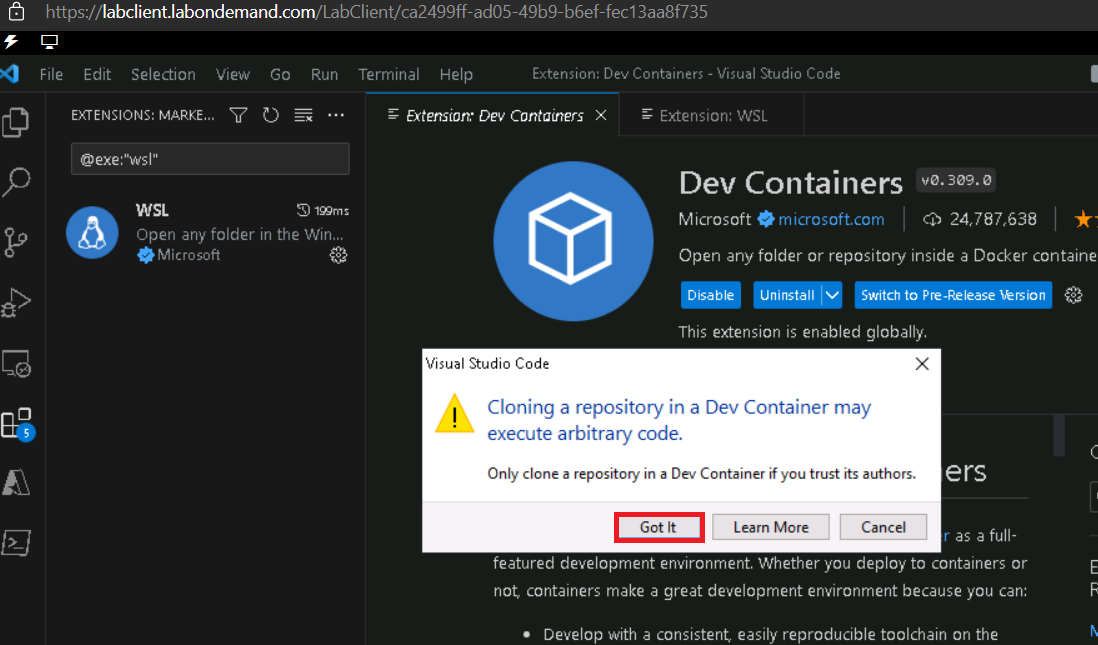 https://labclient.labondemand.com/LabClient/ca2499ff-ad05-49b9-b6ef-fec13aa8f735
File Edit Selection View Go Run Terminal Help
Extension: Dev Containers - Visual Studio Code
EXTENSIONS: MARKE...
@exe:"wsl"
WSL 199ms
Open any folder in the Win...
Microsoft
5
Extension: Dev Containers
Extension: WSL
Dev Containers v0.309.0
Microsoft microsoft.com 24,787,638
Open any folder or repository inside a Docker containe
Disable Uninstall Switch to Pre-Release Version
This extension is enabled globally.
Visual Studio Code
Cloning a repository in a Dev Container may
execute arbitrary code.
Only clone a repository in a Dev Container if you trust its authors.
Got It Learn More Cancel
ers
as a full-
featured development environment. Whether you deploy to containers or
not, containers make a great development environment because you can:
• Develop with a consistent, easily reproducible toolchain on the